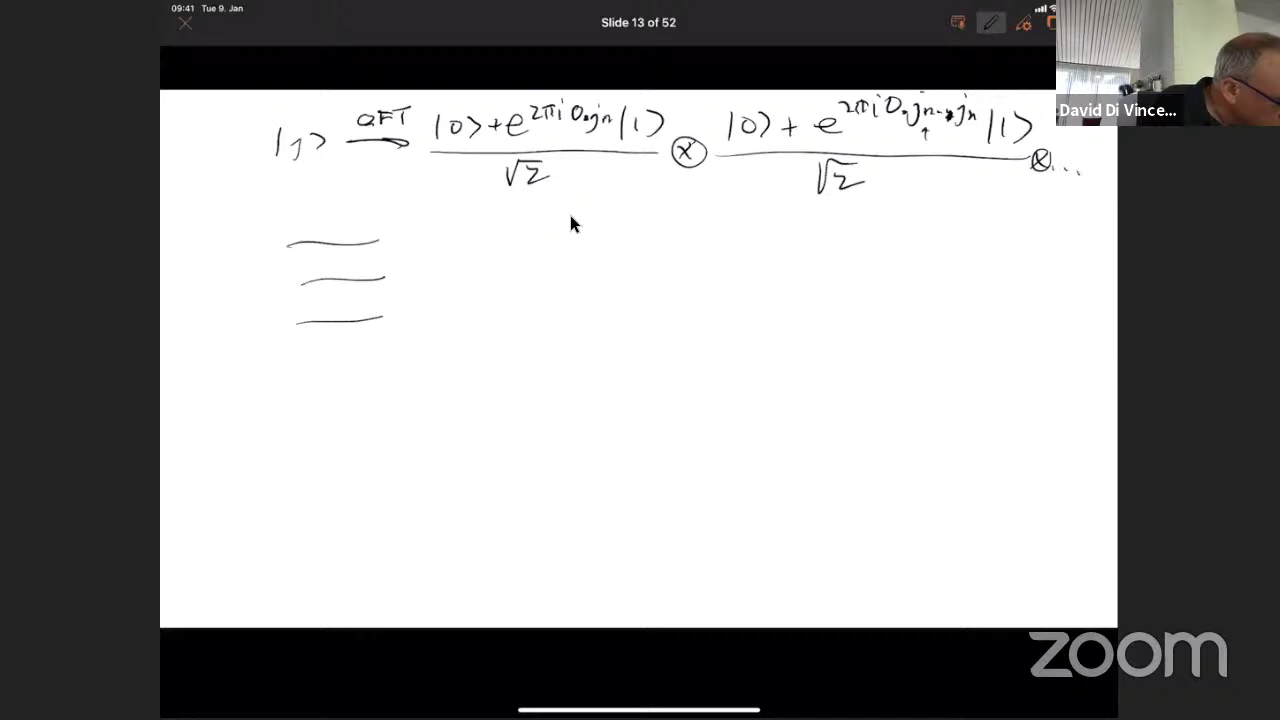 09:41 Tue 9. Jan
Slide 13 of 52
David Di Vince...
|j⟩ QFT → |0⟩ + e^{2πi 0.jₙ} |1⟩ / √2 ⊗ |0⟩ + e^{2πi 0.jₙ₋₁jₙ} |1⟩ / √2 ⊗ ...
zoom